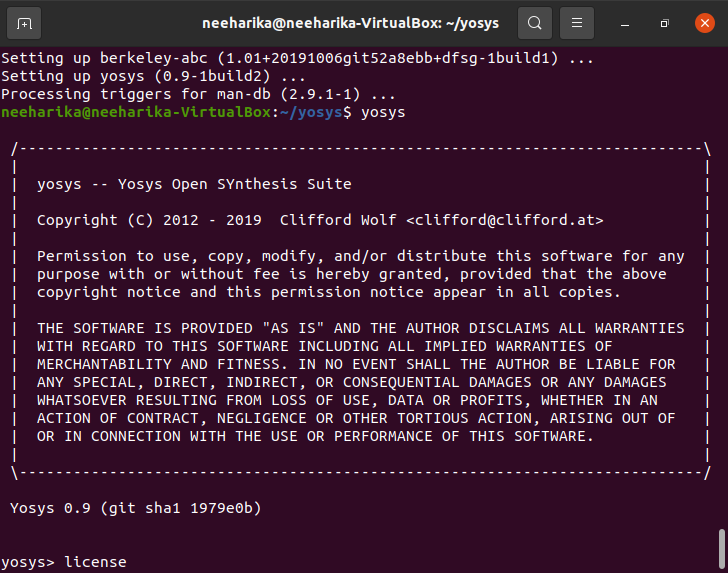 neeharika@neeharika-VirtualBox: ~/yosys
Setting up berkeley-abc (1.01+20191006git52a8ebb+dfsg-1build1) ...
Setting up yosys (0.9-1build2) ...
Processing triggers for man-db (2.9.1-1) ...
neeharika@neeharika-VirtualBox:~/yosys$ yosys
/----------------------------------------------------------------------------\
|                                                                            |
|  yosys -- Yosys Open SYnthesis Suite                                       |
|                                                                            |
|  Copyright (C) 2012 - 2019  Clifford Wolf <clifford@clifford.at>           |
|                                                                            |
|  Permission to use, copy, modify, and/or distribute this software for any  |
|  purpose with or without fee is hereby granted, provided that the above    |
|  copyright notice and this permission notice appear in all copies.         |
|                                                                            |
|  THE SOFTWARE IS PROVIDED "AS IS" AND THE AUTHOR DISCLAIMS ALL WARRANTIES  |
|  WITH REGARD TO THIS SOFTWARE INCLUDING ALL IMPLIED WARRANTIES OF          |
|  MERCHANTABILITY AND FITNESS. IN NO EVENT SHALL THE AUTHOR BE LIABLE FOR   |
|  ANY SPECIAL, DIRECT, INDIRECT, OR CONSEQUENTIAL DAMAGES OR ANY DAMAGES    |
|  WHATSOEVER RESULTING FROM LOSS OF USE, DATA OR PROFITS, WHETHER IN AN     |
|  ACTION OF CONTRACT, NEGLIGENCE OR OTHER TORTIOUS ACTION, ARISING OUT OF   |
|  OR IN CONNECTION WITH THE USE OR PERFORMANCE OF THIS SOFTWARE.            |
|                                                                            |
\----------------------------------------------------------------------------/
Yosys 0.9 (git sha1 1979e0b)
yosys> license